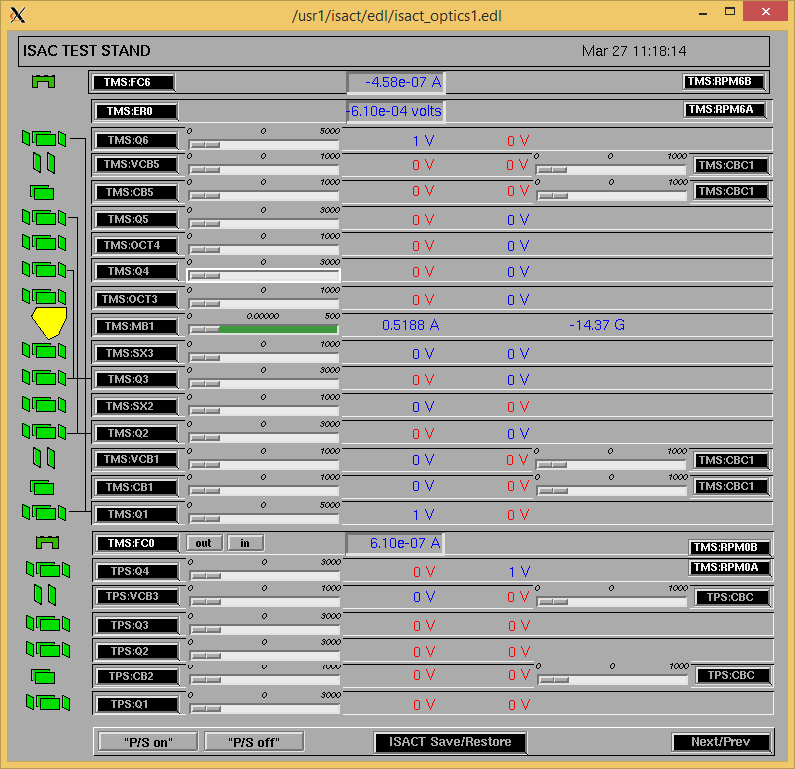 /usr1/isact/edl/isact_optics1.edl
ISAC TEST STAND Mar 27 11:18:14
TMS:FC6 -4.58e-07 A TMS:RPM6B
TMS:ER0 -6.10e-04 volts TMS:RPM6A
TMS:Q6 0 0 5000 1 V 0 V
TMS:VCB5 0 0 1000 0 V 0 V 0 0 1000 TMS:CBC1
TMS:CB5 0 0 1000 0 V 0 V 0 0 1000 TMS:CBC1
TMS:Q5 0 0 3000 0 V 0 V
TMS:OCT4 0 0 1000 0 V 0 V
TMS:Q4 0 0 3000 0 V 0 V
TMS:OCT3 0 0 1000 0 V 0 V
TMS:MB1 0 0.00000 500 0.5188 A -14.37 G
TMS:SX3 0 0 1000 0 V 0 V
TMS:Q3 0 0 3000 0 V 0 V
TMS:SX2 0 0 1000 0 V 0 V
TMS:Q2 0 0 3000 0 V 0 V
TMS:VCB1 0 0 1000 0 V 0 V 0 0 1000 TMS:CBC1
TMS:CB1 0 0 1000 0 V 0 V 0 0 1000 TMS:CBC1
TMS:Q1 0 0 5000 1 V 0 V
TMS:FC0 out in 6.10e-07 A TMS:RPM0B
TPS:Q4 0 0 3000 0 V 1 V TMS:RPM0A
TPS:VCB3 0 0 1000 0 V 0 V 0 0 1000 TPS:CBC
TPS:Q3 0 0 3000 0 V 0 V
TPS:Q2 0 0 3000 0 V 0 V
TPS:CB2 0 0 1000 0 V 0 V 0 0 1000 TPS:CBC
TPS:Q1 0 0 3000 0 V 0 V
"P/S on" "P/S off" ISACT Save/Restore Next/Prev